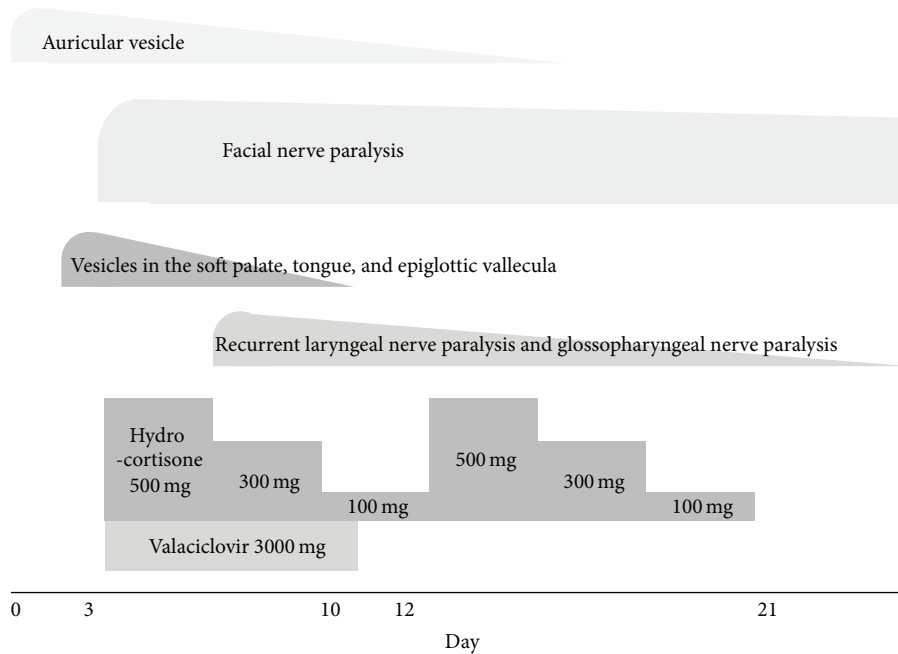 Auricular vesicle
Facial nerve paralysis
Vesicles in the soft palate, tongue, and epiglottic vallecula
Recurrent laryngeal nerve paralysis and glossopharyngeal nerve paralysis
Hydro
-cortisone
500 mg
300 mg
100 mg
500 mg
300 mg
100 mg
Valaciclovir 3000 mg
0 3 10 12 21
Day